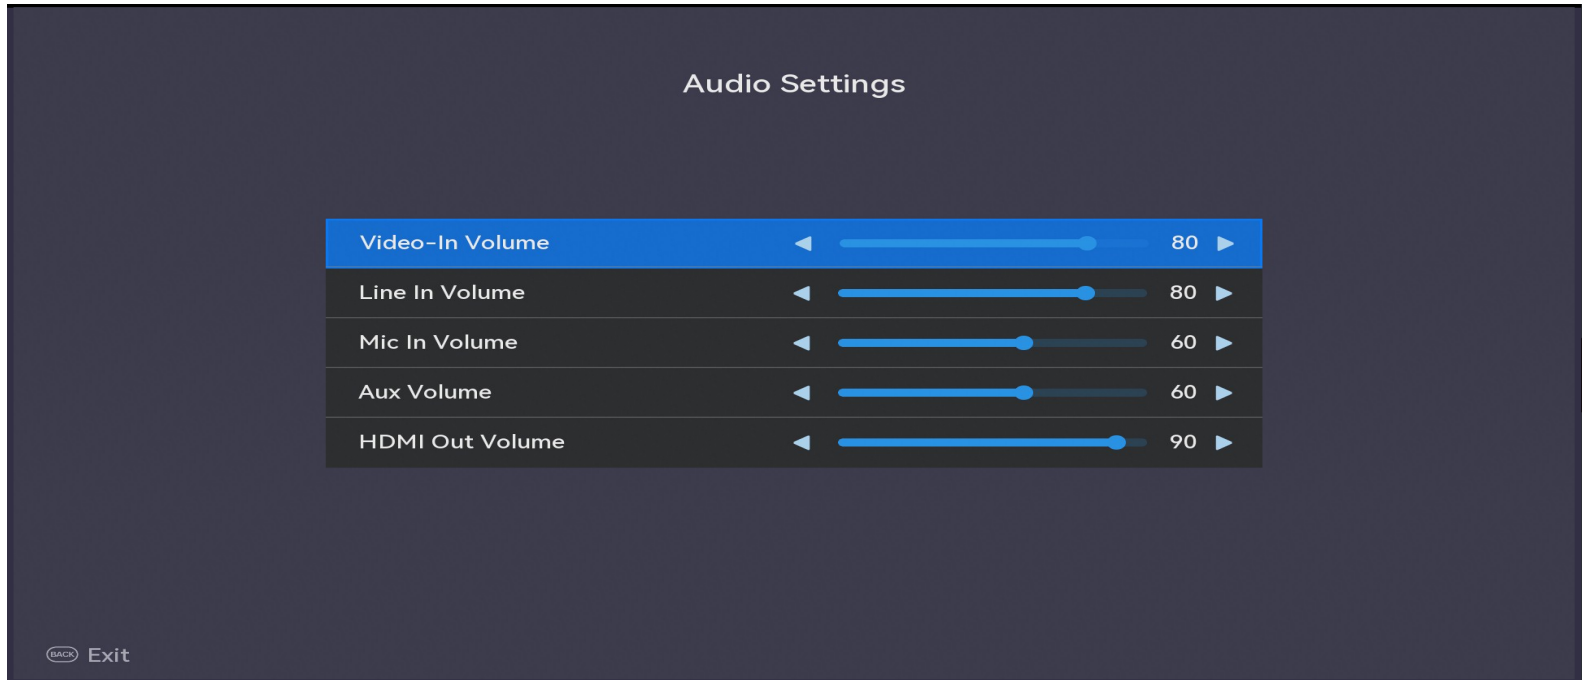 Audio Settings
Video-In Volume 80
Line In Volume 80
Mic In Volume 60
Aux Volume 60
HDMI Out Volume 90
BACK Exit